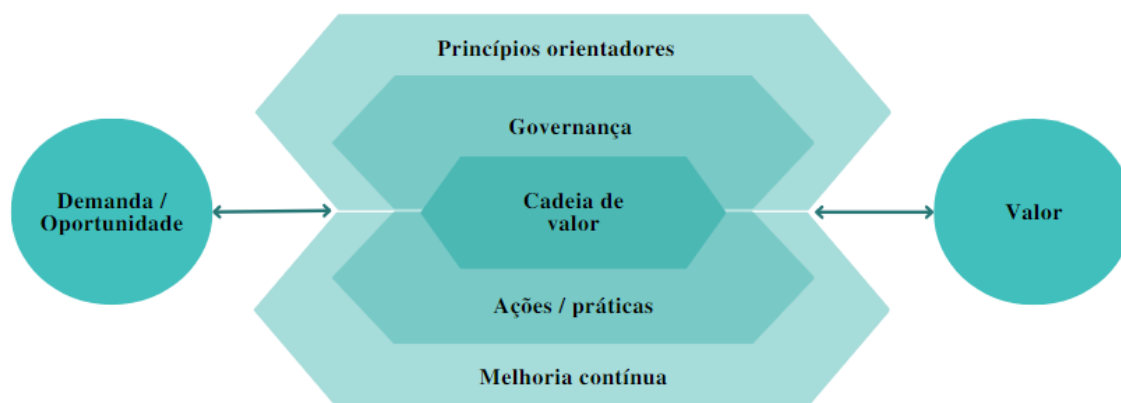 Princípios orientadores
Governança
Demanda /
Oportunidade
Cadeia de
valor
Valor
Ações / práticas
Melhoria contínua